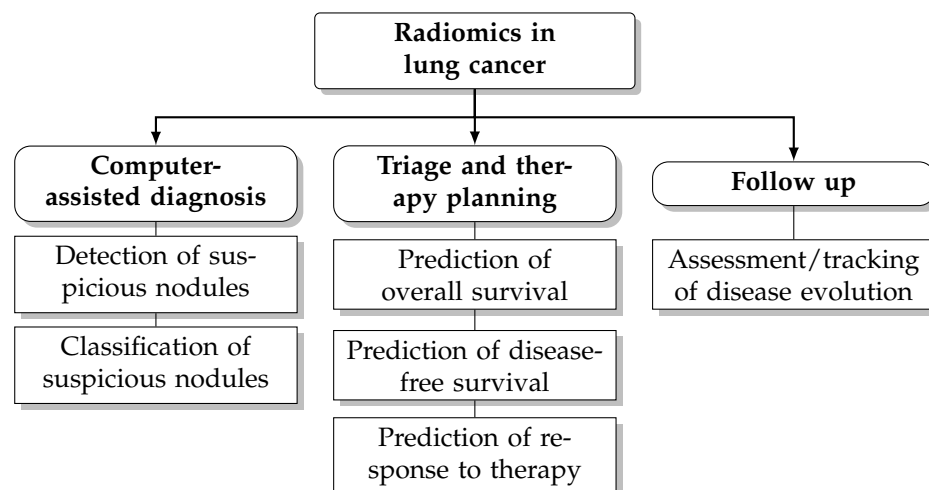 Radiomics in
lung cancer
Computer-
assisted diagnosis
Detection of sus-
picious nodules
Classification of
suspicious nodules
Triage and ther-
apy planning
Prediction of
overall survival
Prediction of disease-
free survival
Prediction of re-
sponse to therapy
Follow up
Assessment/tracking
of disease evolution